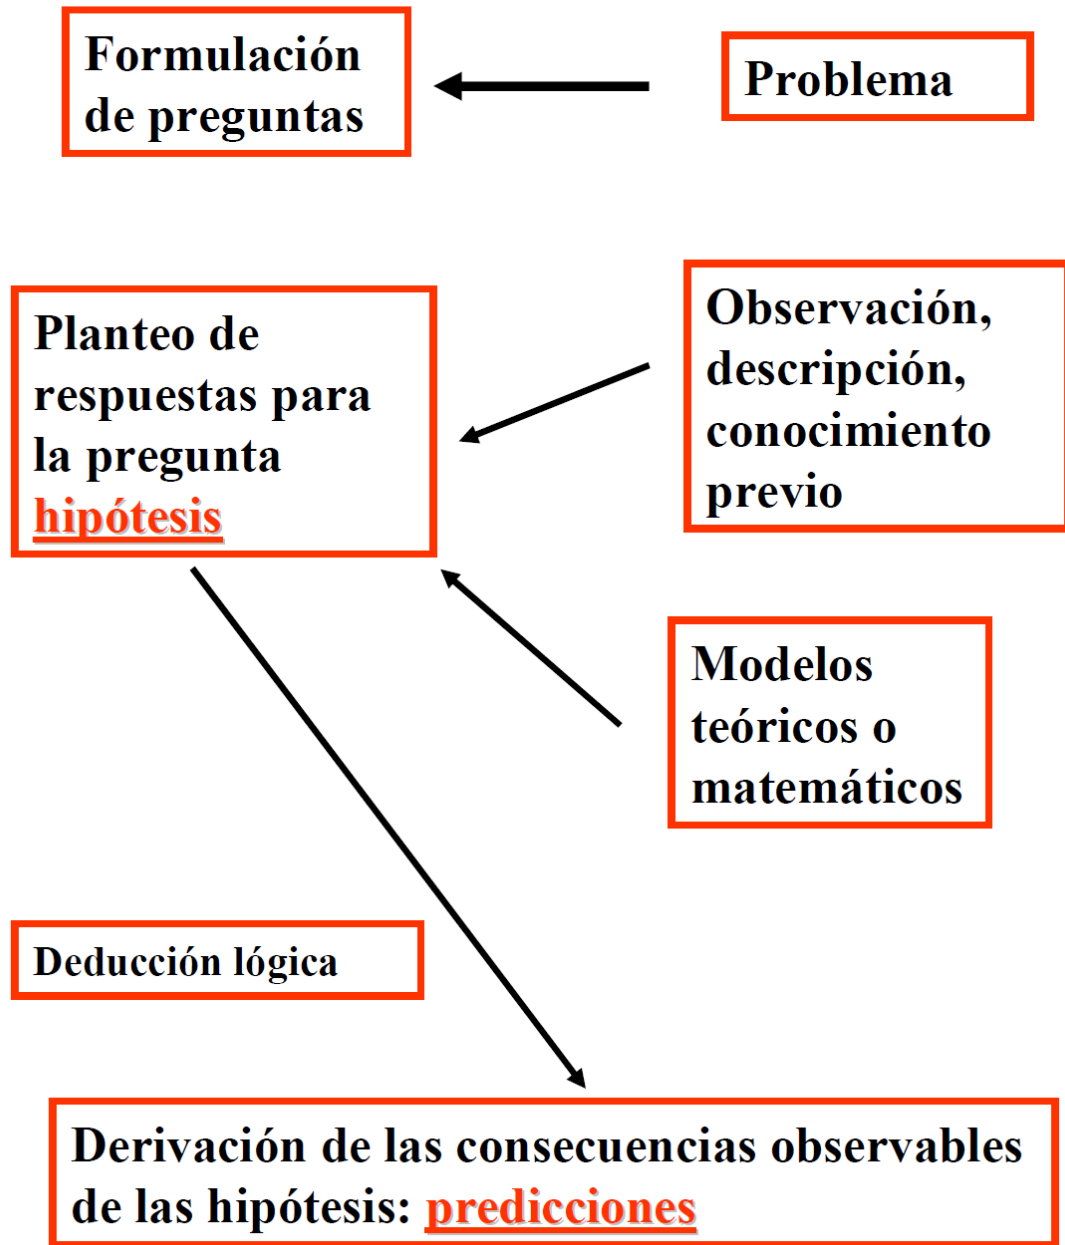 Formulación
de preguntas
Problema
Planteo de
respuestas para
la pregunta
hipótesis
Observación,
descripción,
conocimiento
previo
Modelos
teóricos o
matemáticos
Deducción lógica
Derivación de las consecuencias observables
de las hipótesis: predicciones